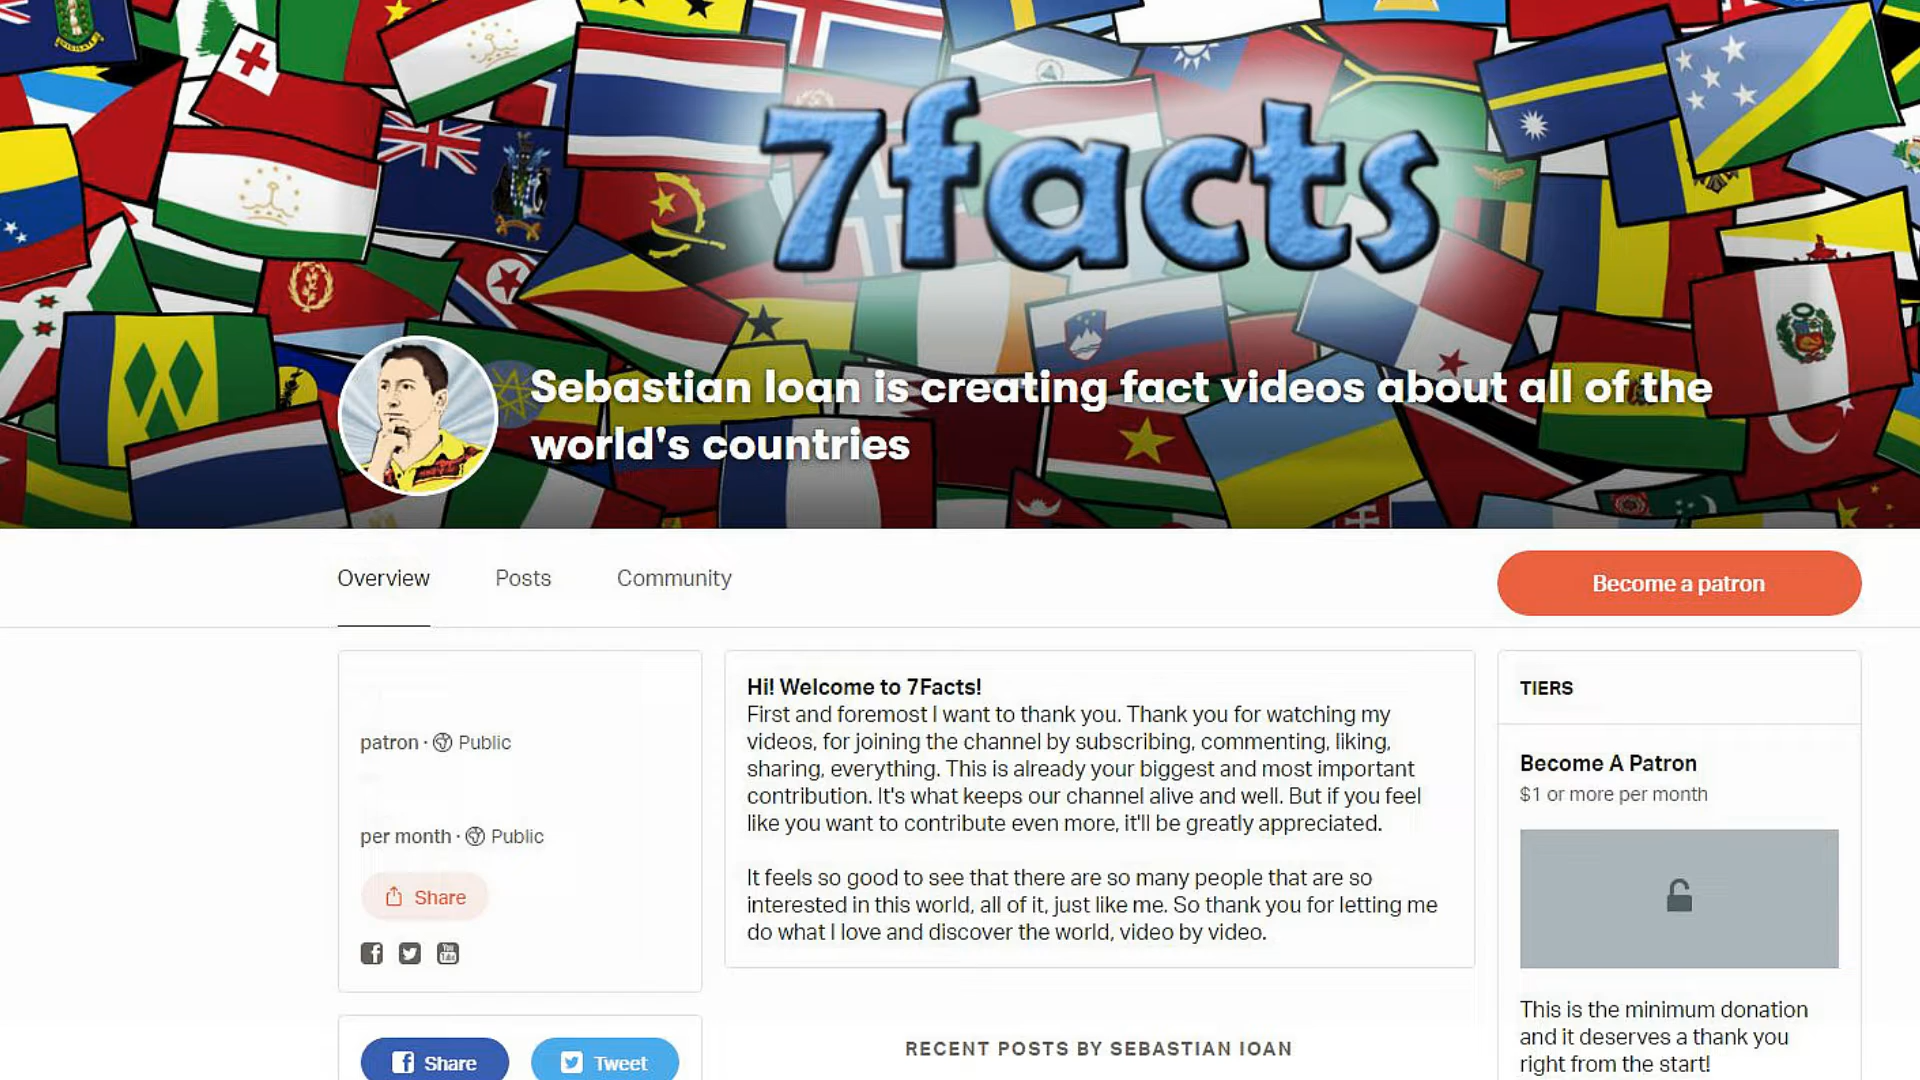 7facts
Sebastian Ioan is creating fact videos about all of the
world's countries
Overview
Posts
Community
Become a patron
patron · Public
per month · Public
Share
Share
Tweet
Hi! Welcome to 7Facts!
First and foremost I want to thank you. Thank you for watching my
videos, for joining the channel by subscribing, commenting, liking,
sharing, everything. This is already your biggest and most important
contribution. It's what keeps our channel alive and well. But if you feel
like you want to contribute even more, it'll be greatly appreciated.
It feels so good to see that there are so many people that are so
interested in this world, all of it, just like me. So thank you for letting me
do what I love and discover the world, video by video.
RECENT POSTS BY SEBASTIAN IOAN
TIERS
Become A Patron
$1 or more per month
This is the minimum donation
and it deserves a thank you
right from the start!